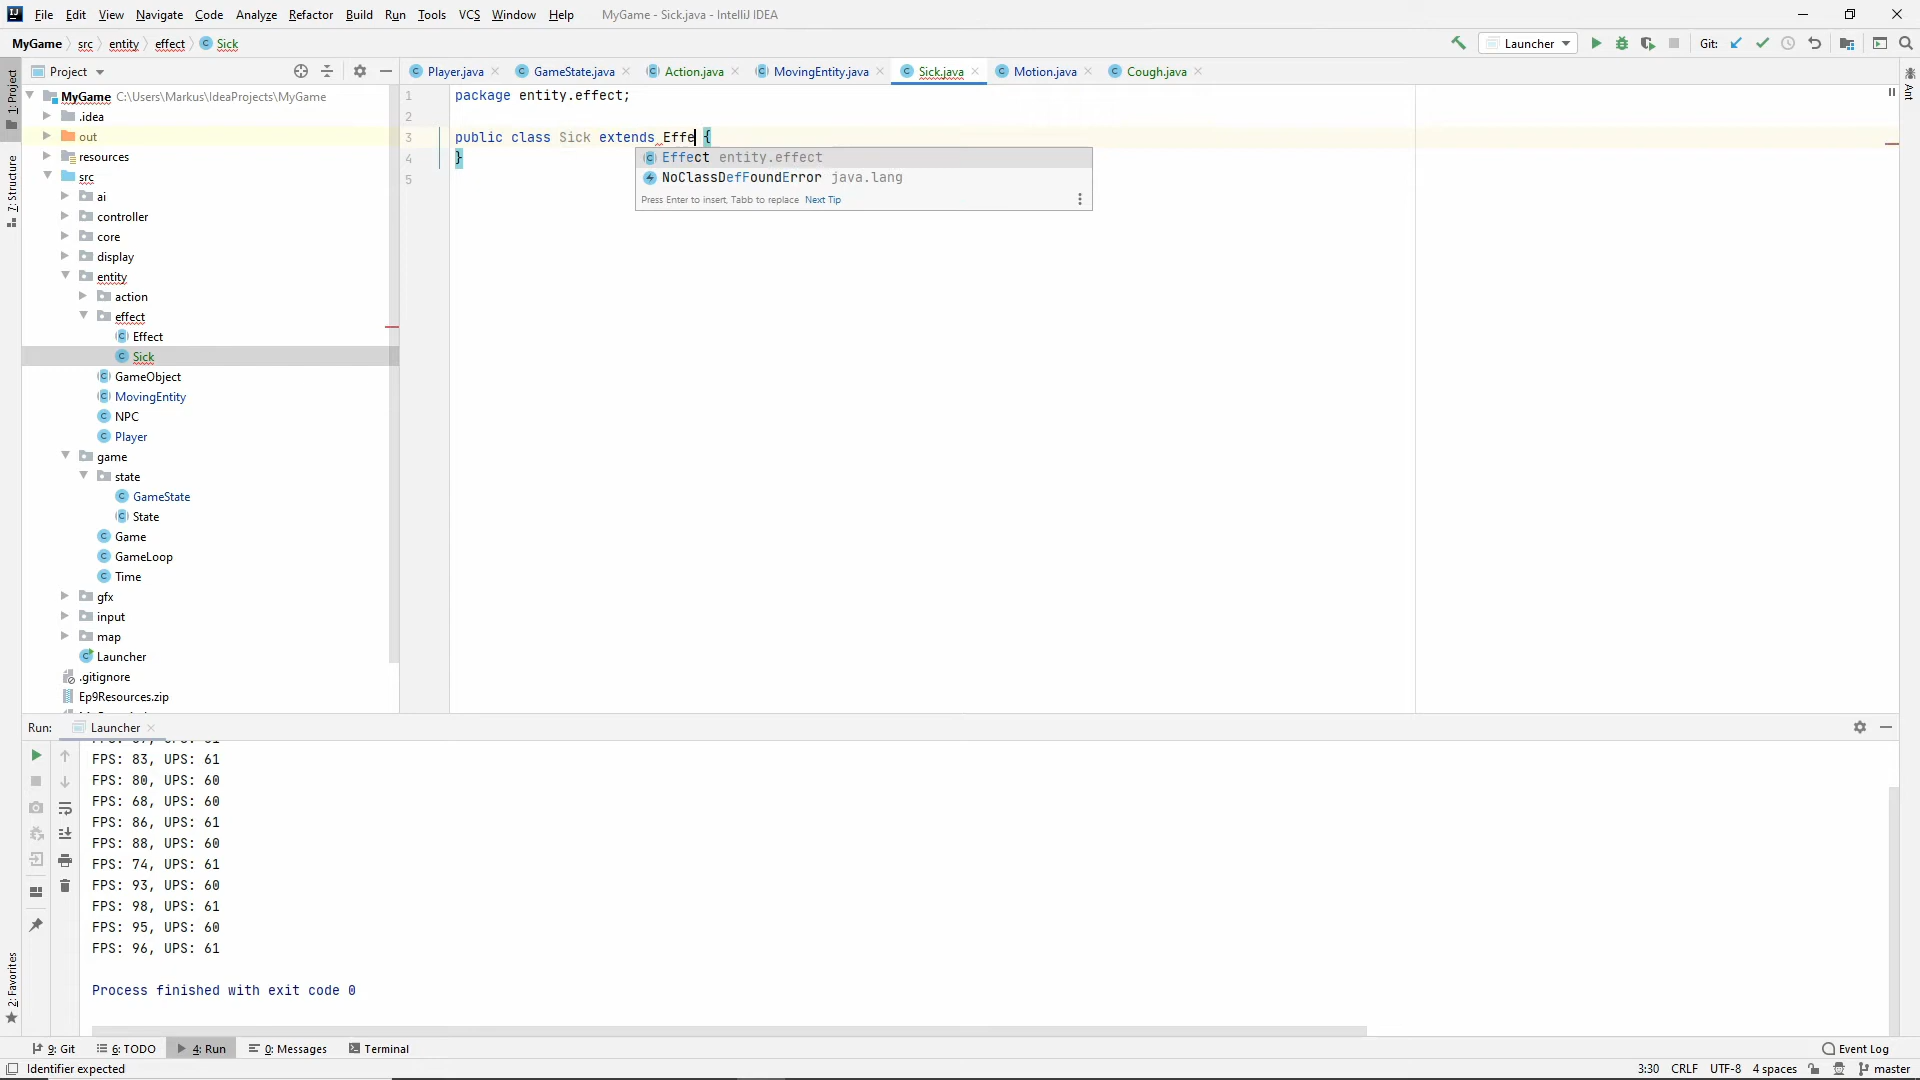 File Edit View Navigate Code Analyze Refactor Build Run Tools VCS Window Help MyGame - Sick.java - IntelliJ IDEA
MyGame src entity effect Sick Launcher Git:
Project
Player.java GameState.java Action.java MovingEntity.java Sick.java Motion.java Cough.java
1: Project
7: Structure
2: Favorites
Ant
MyGame C:\Users\Markus\IdeaProjects\MyGame
.idea
out
resources
src
ai
controller
core
display
entity
action
effect
Effect
Sick
GameObject
MovingEntity
NPC
Player
game
state
GameState
State
Game
GameLoop
Time
gfx
input
map
Launcher
.gitignore
Ep9Resources.zip
1 package entity.effect;
2
3 public class Sick extends Effe {
4 }
5
Effect entity.effect
NoClassDefFoundError java.lang
Press Enter to insert, Tabb to replace Next Tip
Run: Launcher
FPS: 83, UPS: 61
FPS: 80, UPS: 60
FPS: 68, UPS: 60
FPS: 86, UPS: 61
FPS: 88, UPS: 60
FPS: 74, UPS: 61
FPS: 93, UPS: 60
FPS: 98, UPS: 61
FPS: 95, UPS: 60
FPS: 96, UPS: 61
Process finished with exit code 0
9: Git 6: TODO 4: Run 0: Messages Terminal Event Log
Identifier expected 3:30 CRLF UTF-8 4 spaces master